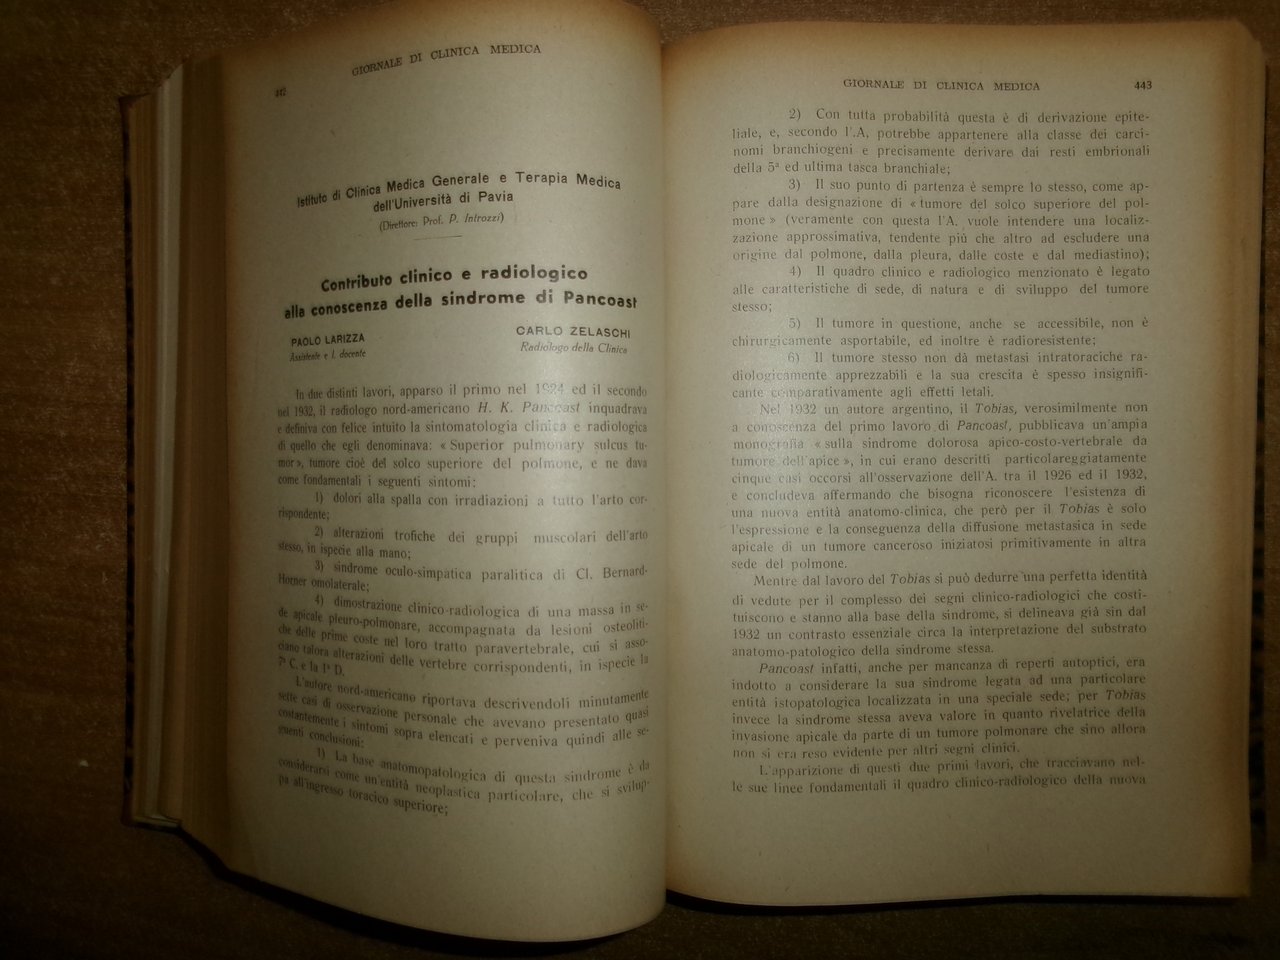 442
GIORNALE DI CLINICA MEDICA
Istituto di Clinica Medica Generale e Terapia Medica
dell'Università di Pavia
(Direttore: Prof. P. Introzzi)
Contributo clinico e radiologico
alla conoscenza della sindrome di Pancoast
PAOLO LARIZZA
Assistente e l. docente
CARLO ZELASCHI
Radiologo della Clinica
In due distinti lavori, apparso il primo nel 1924 ed il secondo
nel 1932, il radiologo nord-americano H. K. Pancoast inquadrava
e definiva con felice intuito la sintomatologia clinica e radiologica
di quello che egli denominava: « Superior pulmonary sulcus tu-
mor », tumore cioè del solco superiore del polmone, e ne dava
come fondamentali i seguenti sintomi:
1) dolori alla spalla con irradiazioni a tutto l'arto cor-
rispondente;
2) alterazioni trofiche dei gruppi muscolari dell'arto
stesso, in ispecie alla mano;
3) sindrome oculo-simpatica paralitica di Cl. Bernard-
Horner omolaterale;
4) dimostrazione clinico-radiologica di una massa in se-
de apicale pleuro-polmonare, accompagnata da lesioni osteoliti-
che delle prime coste nel loro tratto paravertebrale, cui si asso-
ciano talora alterazioni delle vertebre corrispondenti, in ispecie la
7ª C. e la 1ª D.
L'autore nord-americano riportava descrivendoli minutamente
sette casi di osservazione personale che avevano presentato quasi
costantemente i sintomi sopra elencati e perveniva quindi alle se-
guenti conclusioni:
1) La base anatomopatologica di questa sindrome è da
considerarsi come un'entità neoplastica particolare, che si svilup-
pa all'ingresso toracico superiore;
GIORNALE DI CLINICA MEDICA
443
2) Con tutta probabilità questa è di derivazione epite-
liale, e, secondo l'.A, potrebbe appartenere alla classe dei carci-
nomi branchiogeni e precisamente derivare dai resti embrionali
della 5ª ed ultima tasca branchiale;
3) Il suo punto di partenza è sempre lo stesso, come ap-
pare dalla designazione di « tumore del solco superiore del pol-
mone » (veramente con questa l'A. vuole intendere una localiz-
zazione approssimativa, tendente più che altro ad escludere una
origine dal polmone, dalla pleura, dalle coste e dal mediastino);
4) Il quadro clinico e radiologico menzionato è legato
alle caratteristiche di sede, di natura e di sviluppo del tumore
stesso;
5) Il tumore in questione, anche se accessibile, non è
chirurgicamente asportabile, ed inoltre è radioresistente;
6) Il tumore stesso non dà metastasi intratoraciche ra-
diologicamente apprezzabili e la sua crescita è spesso insignifi-
cante comparativamente agli effetti letali.
Nel 1932 un autore argentino, il Tobias, verosimilmente non
a conoscenza del primo lavoro di Pancoast, pubblicava un'ampia
monografia « sulla sindrome dolorosa apico-costo-vertebrale da
tumore dell'apice », in cui erano descritti particolareggiatamente
cinque casi occorsi all'osservazione dell'A. tra il 1926 ed il 1932,
e concludeva affermando che bisogna riconoscere l'esistenza di
una nuova entità anatomo-clinica, che però per il Tobias è solo
l'espressione e la conseguenza della diffusione metastasica in sede
apicale di un tumore canceroso iniziatosi primitivamente in altra
sede del polmone.
Mentre dal lavoro del Tobias si può dedurre una perfetta identità
di vedute per il complesso dei segni clinico-radiologici che costi-
tuiscono e stanno alla base della sindrome, si delineava già sin dal
1932 un contrasto essenziale circa la interpretazione del substrato
anatomo-patologico della sindrome stessa.
Pancoast infatti, anche per mancanza di reperti autoptici, era
indotto a considerare la sua sindrome legata ad una particolare
entità istopatologica localizzata in una speciale sede; per Tobias
invece la sindrome stessa aveva valore in quanto rivelatrice della
invasione apicale da parte di un tumore polmonare che sino allora
non si era reso evidente per altri segni clinici.
L'apparizione di questi due primi lavori, che tracciavano nel-
le sue linee fondamentali il quadro clinico-radiologico della nuova